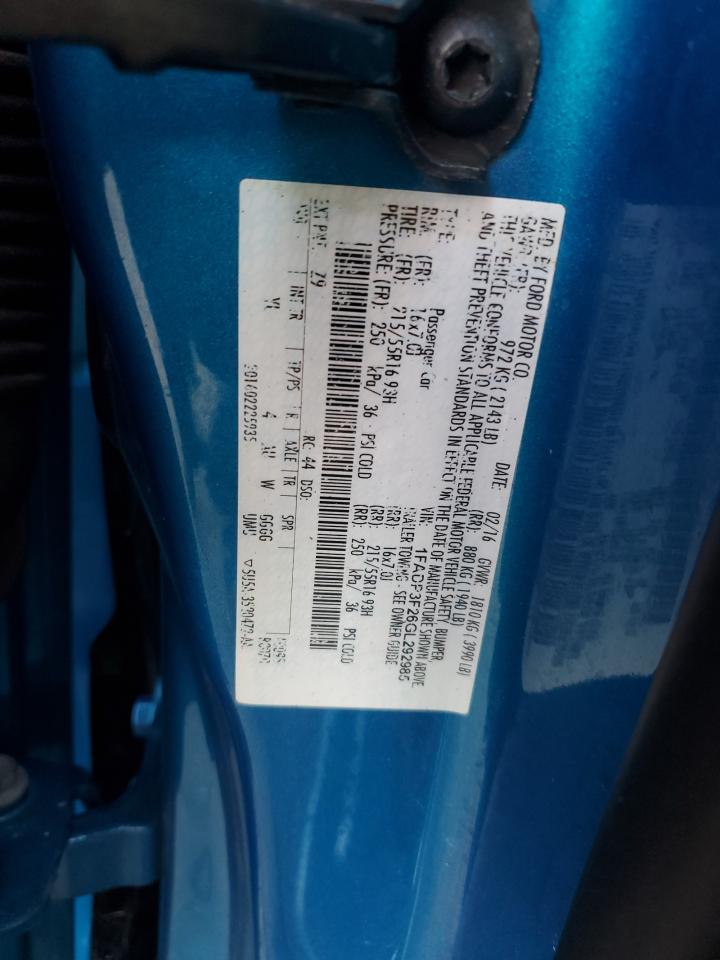 MFD. BY FORD MOTOR CO. DATE: 02/16 GVWR: 1810 KG ( 3990 LB)
GAWR (FR): 972 KG ( 2143 LB) (RR): 880 KG ( 1940 LB)
THIS VEHICLE CONFORMS TO ALL APPLICABLE FEDERAL MOTOR VEHICLE SAFETY, BUMPER,
AND THEFT PREVENTION STANDARDS IN EFFECT ON THE DATE OF MANUFACTURE SHOWN ABOVE
VIN: 1FADP3F26GL292985
TYPE: Passenger Car TRAILER TOWING - SEE OWNER GUIDE
RIM: (FR): 16x7.0J (RR): 16x7.0J
TIRE: (FR): 215/55R16 93H (RR): 215/55R16 93H
PRESSURE: (FR): 250 kPa/ 36 PSI COLD (RR): 250 kPa/ 36 PSI COLD
EXT PNT: Z9 RC: 44 DSO:
INT TR TP/PS R AXLE TR SPR
4 W GGGG
UMU